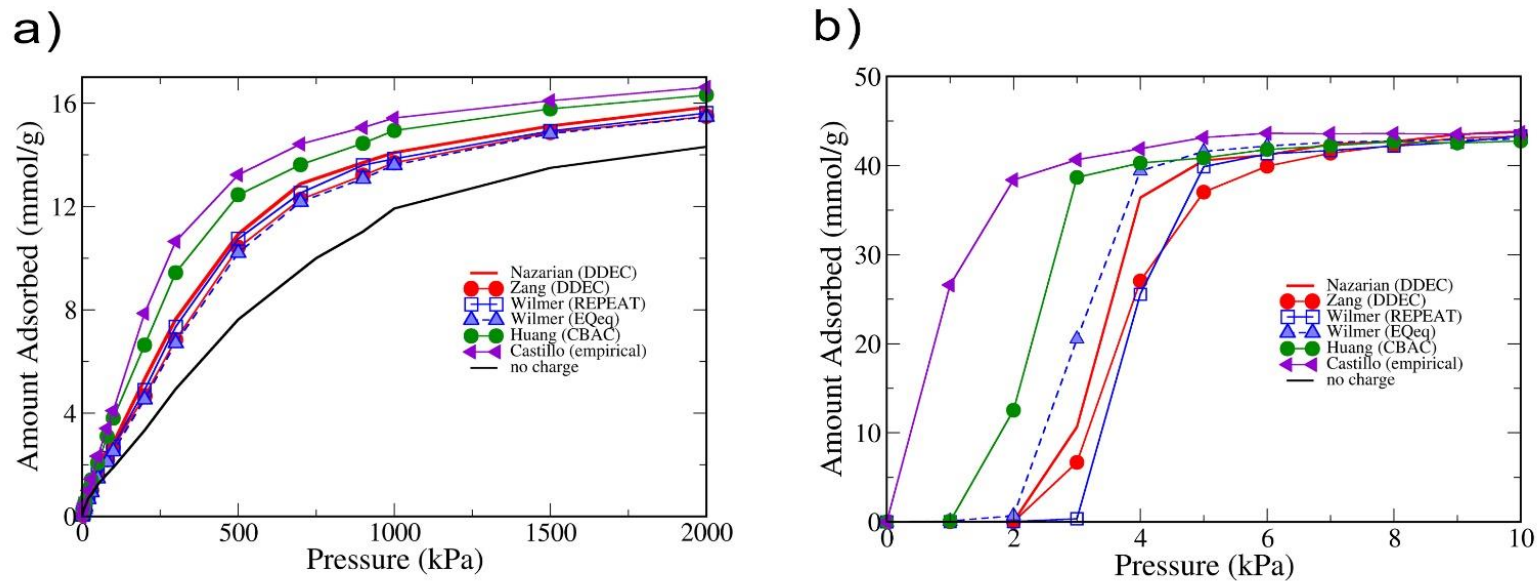 a)
16
12
8
4
0
Amount Adsorbed (mmol/g)
0 500 1000 1500 2000
Pressure (kPa)
Nazarian (DDEC)
Zang (DDEC)
Wilmer (REPEAT)
Wilmer (EQeq)
Huang (CBAC)
Castillo (empirical)
no charge
b)
50
40
30
20
10
0
Amount Adsorbed (mmol/g)
0 2 4 6 8 10
Pressure (kPa)
Nazarian (DDEC)
Zang (DDEC)
Wilmer (REPEAT)
Wilmer (EQeq)
Huang (CBAC)
Castillo (empirical)
no charge